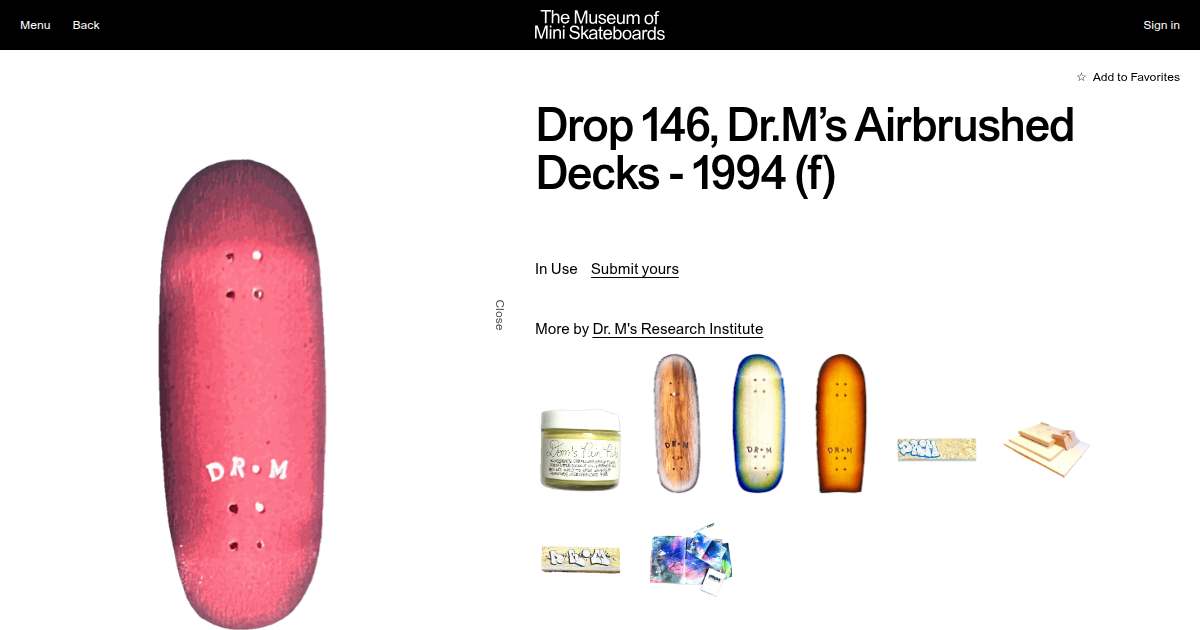 Menu
Back
The Museum of
Mini Skateboards
Sign in
☆ Add to Favorites
Drop 146, Dr.M’s Airbrushed
Decks - 1994 (f)
In Use
Submit yours
Close
More by Dr. M's Research Institute
DR•M
DR•M
DR•M
DR•M